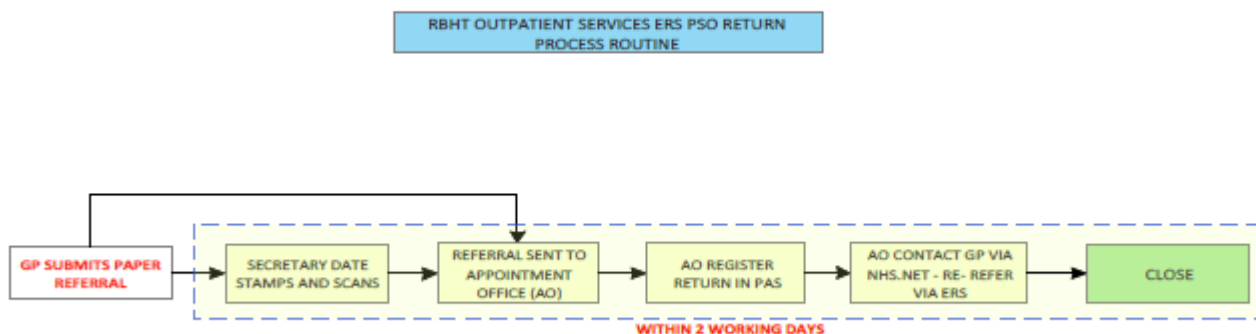 RBHT OUTPATIENT SERVICES ERS PSO RETURN
PROCESS ROUTINE
GP SUBMITS PAPER
REFERRAL
SECRETARY DATE
STAMPS AND SCANS
REFERRAL SENT TO
APPOINTMENT
OFFICE (AO)
AO REGISTER
RETURN IN PAS
AO CONTACT GP VIA
NHS.NET - RE- REFER
VIA ERS
CLOSE
WITHIN 2 WORKING DAYS